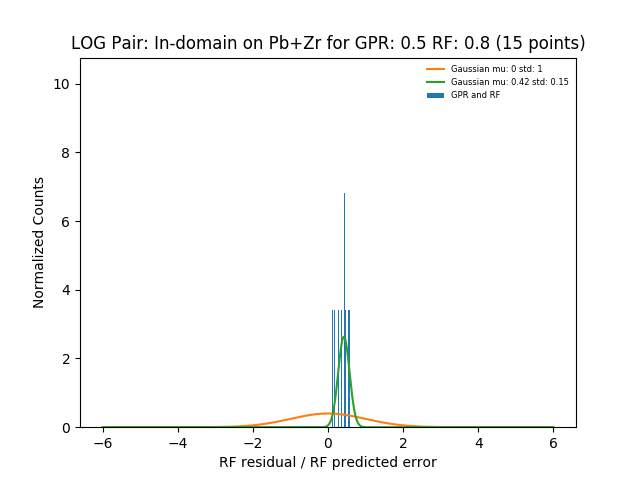 LOG Pair: In-domain on Pb+Zr for GPR: 0.5 RF: 0.8 (15 points)
Gaussian mu: 0 std: 1
Gaussian mu: 0.42 std: 0.15
GPR and RF
Normalized Counts
10
8
6
4
2
0
−6 −4 −2 0 2 4 6
RF residual / RF predicted error